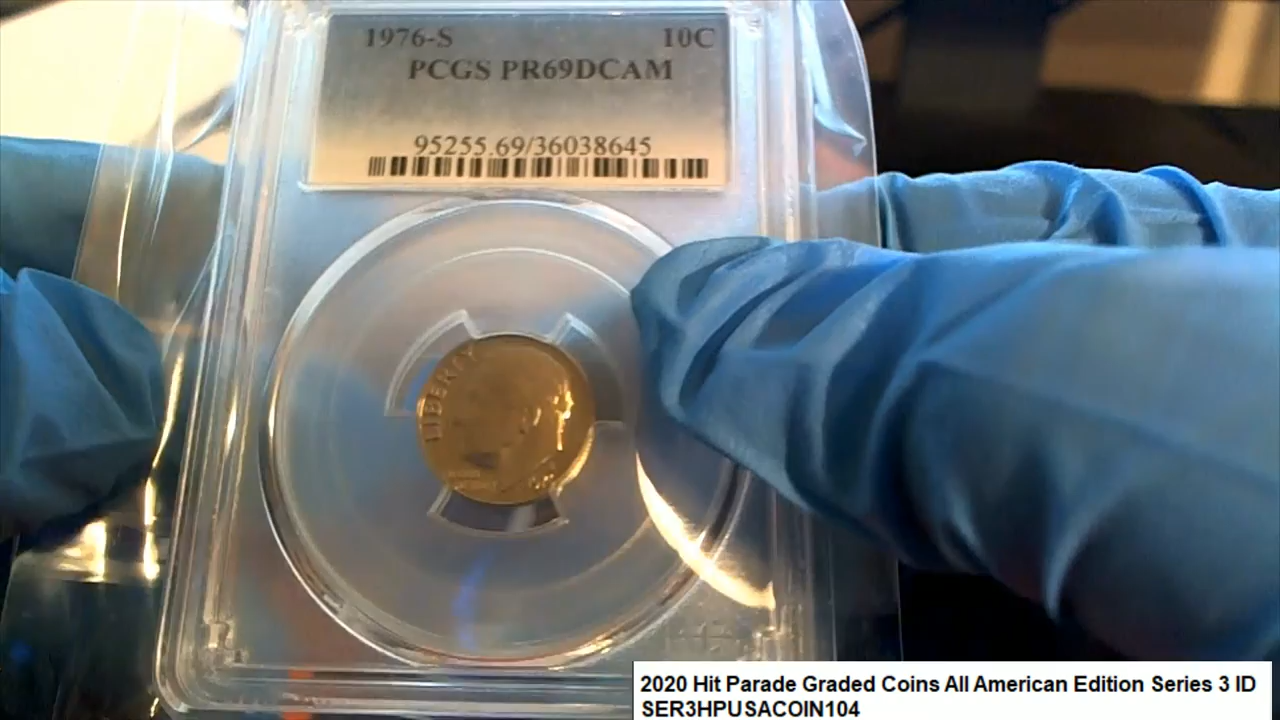 1976-S 10C
PCGS PR69DCAM
95255.69/36038645
LIBERTY
2020 Hit Parade Graded Coins All American Edition Series 3 ID
SER3HPUSACOIN104